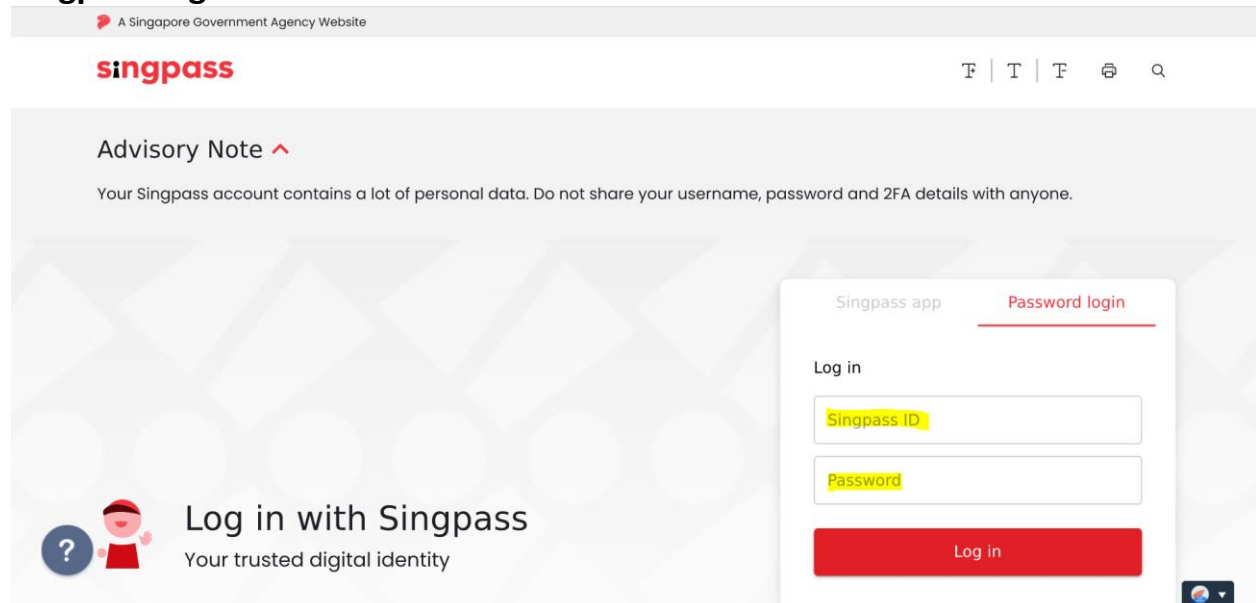 A Singapore Government Agency Website
singpass
T+ | T | T-
Advisory Note
Your Singpass account contains a lot of personal data. Do not share your username, password and 2FA details with anyone.
Singpass app Password login
Log in
Singpass ID
Password
Log in with Singpass
Your trusted digital identity
Log in
?